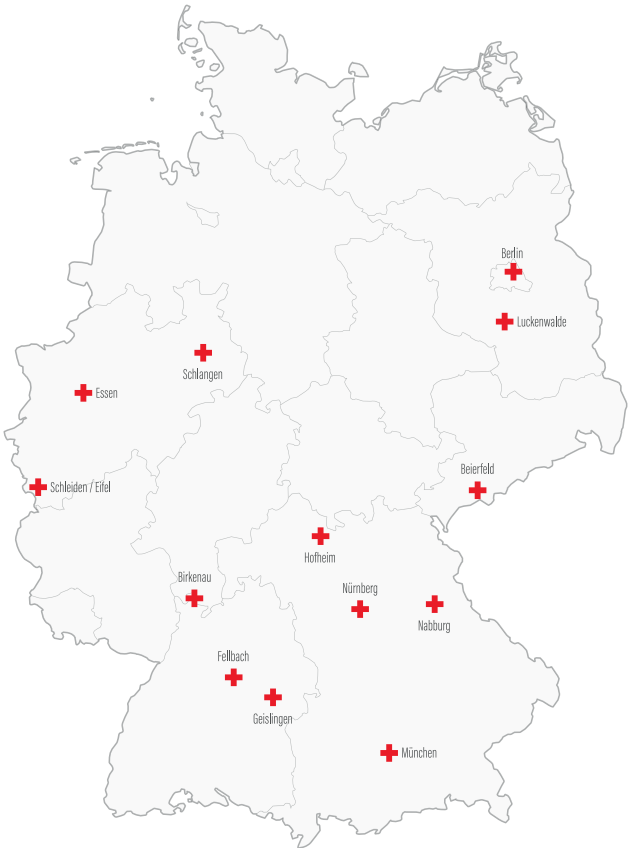 Berlin
Luckenwalde
Schlangen
Essen
Beierfeld
Schleiden / Eifel
Hofheim
Birkenau
Nürnberg
Nabburg
Fellbach
Geislingen
München